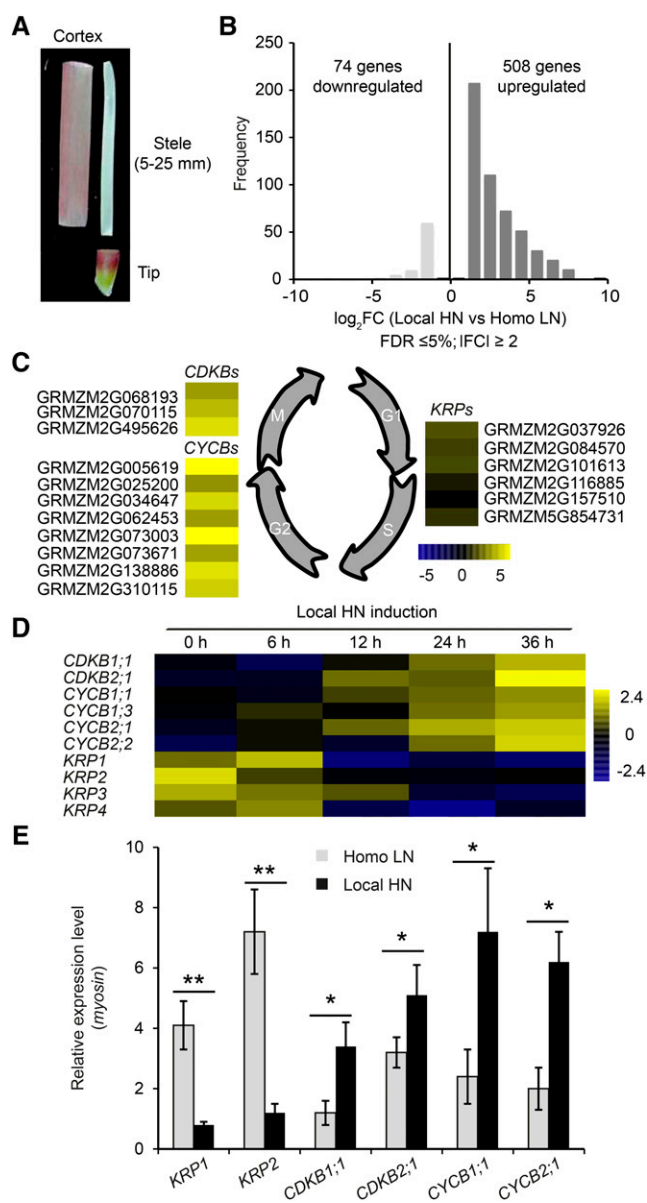 A
Cortex
Stele
(5-25 mm)
Tip
B
250
200
150
100
50
0
Frequency
74 genes
downregulated
508 genes
upregulated
-10
-5
0
5
10
log2FC (Local HN vs Homo LN)
FDR ≤5%; lFCl ≥ 2
C
CDKBs
GRMZM2G068193
GRMZM2G070115
GRMZM2G495626
CYCBs
GRMZM2G005619
GRMZM2G025200
GRMZM2G034647
GRMZM2G062453
GRMZM2G073003
GRMZM2G073671
GRMZM2G138886
GRMZM2G310115
M
G1
G2
S
KRPs
GRMZM2G037926
GRMZM2G084570
GRMZM2G101613
GRMZM2G116885
GRMZM2G157510
GRMZM5G854731
-5 0 5
D
Local HN induction
0 h 6 h 12 h 24 h 36 h
CDKB1;1
CDKB2;1
CYCB1;1
CYCB1;3
CYCB2;1
CYCB2;2
KRP1
KRP2
KRP3
KRP4
2.4
0
-2.4
E
10
8
6
4
2
0
Relative expression level
(myosin)
Homo LN
Local HN
**
**
*
*
*
*
KRP1
KRP2
CDKB1;1
CDKB2;1
CYCB1;1
CYCB2;1